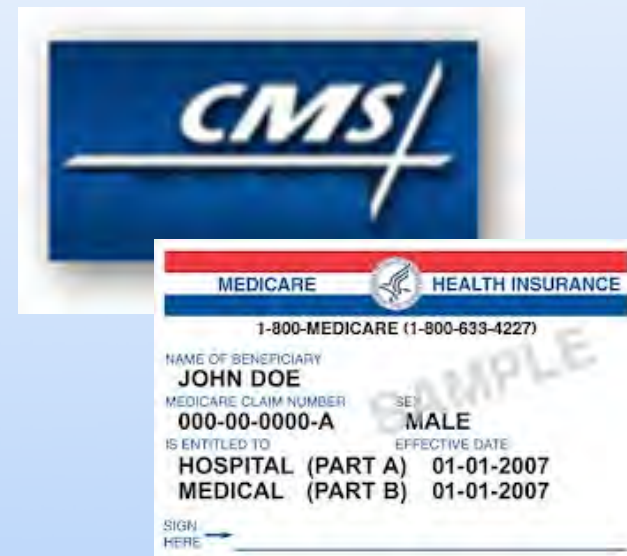 CMS
MEDICARE HEALTH INSURANCE
1-800-MEDICARE (1-800-633-4227)
NAME OF BENEFICIARY
JOHN DOE
MEDICARE CLAIM NUMBER SEX
000-00-0000-A MALE
IS ENTITLED TO EFFECTIVE DATE
HOSPITAL (PART A) 01-01-2007
MEDICAL (PART B) 01-01-2007
SIGN
HERE
SAMPLE